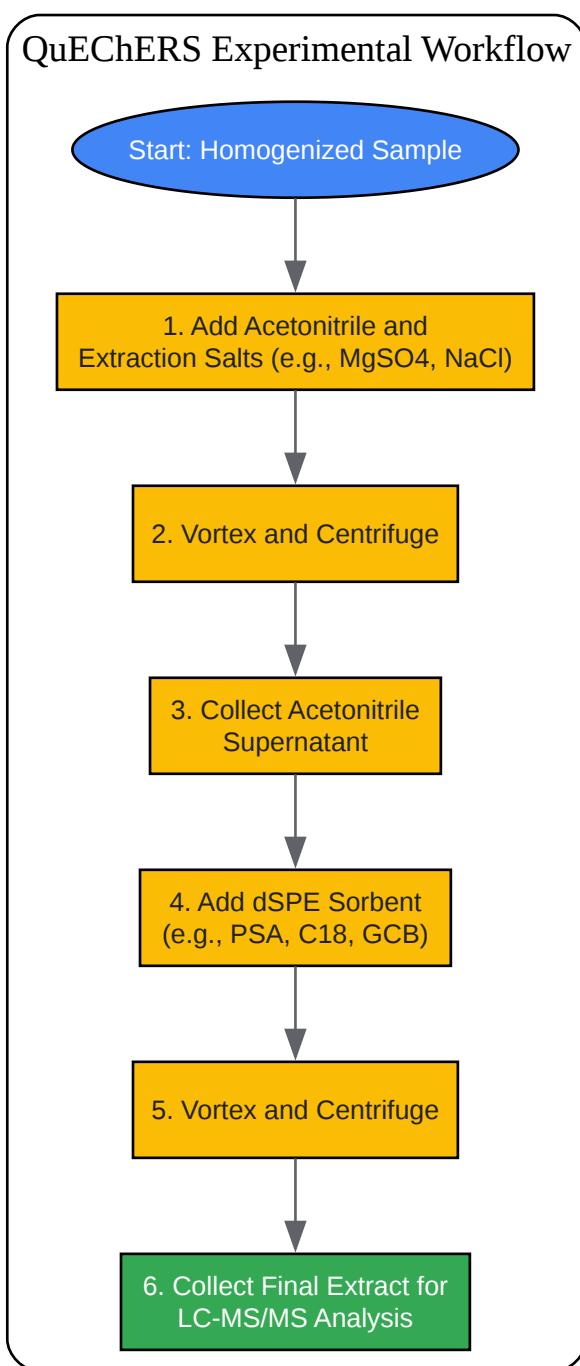 QuEChERS Experimental Workflow
Start: Homogenized Sample
1. Add Acetonitrile and
Extraction Salts (e.g., MgSO4, NaCl)
2. Vortex and Centrifuge
3. Collect Acetonitrile
Supernatant
4. Add dSPE Sorbent
(e.g., PSA, C18, GCB)
5. Vortex and Centrifuge
6. Collect Final Extract for
LC-MS/MS Analysis